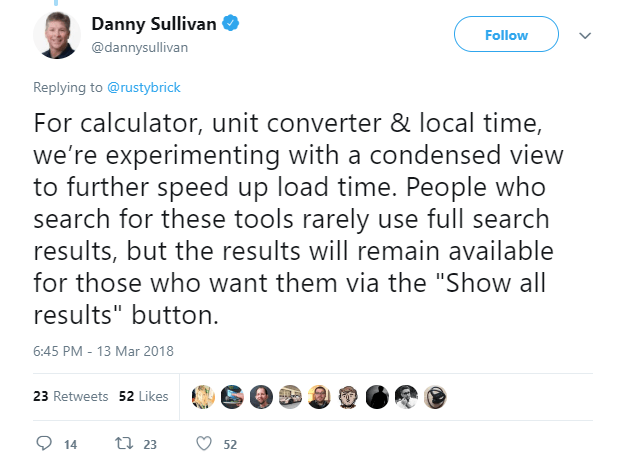 Danny Sullivan
@dannysullivan
Follow
Replying to @rustybrick
For calculator, unit converter & local time,
we’re experimenting with a condensed view
to further speed up load time. People who
search for these tools rarely use full search
results, but the results will remain available
for those who want them via the "Show all
results" button.
6:45 PM - 13 Mar 2018
23 Retweets 52 Likes
14 23 52